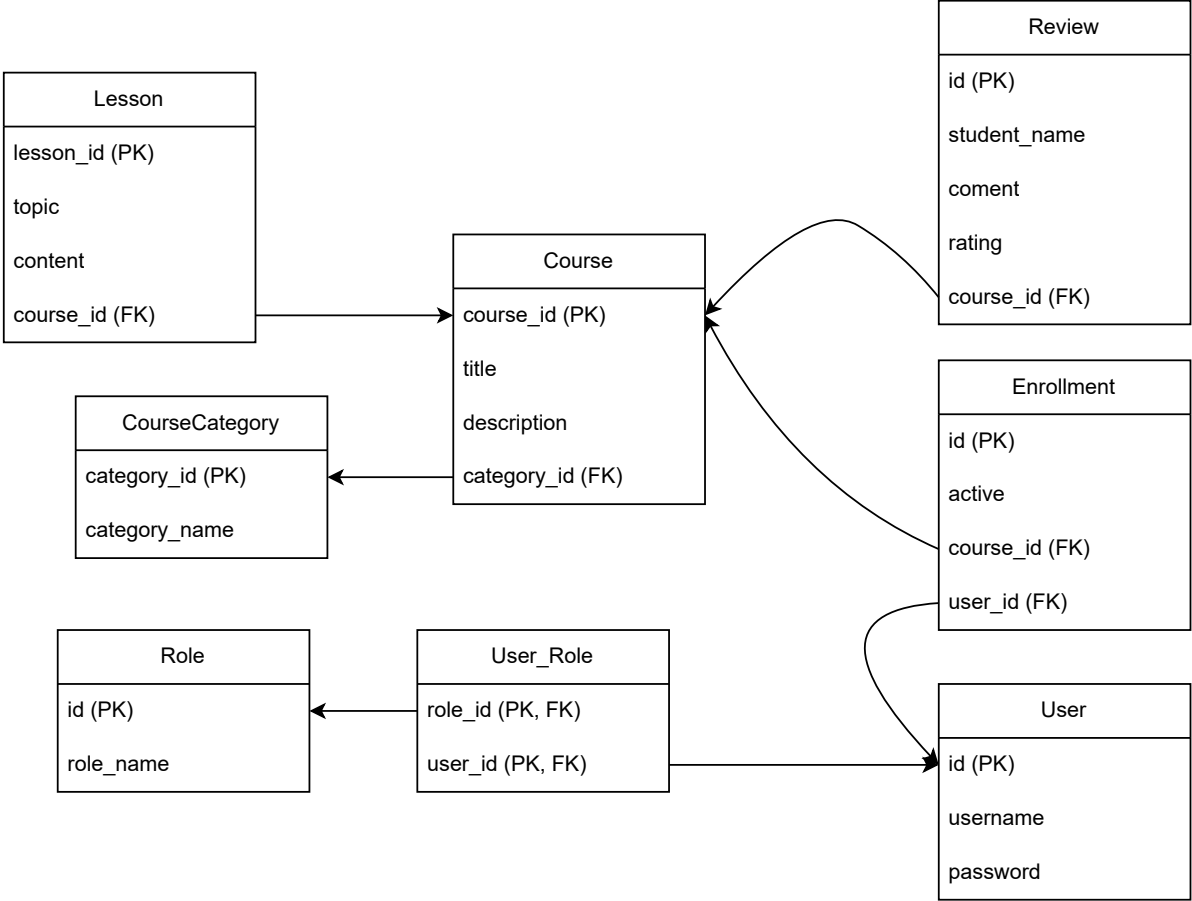 Lesson
lesson_id (PK)
topic
content
course_id (FK)
Course
course_id (PK)
title
description
category_id (FK)
Review
id (PK)
student_name
coment
rating
course_id (FK)
CourseCategory
category_id (PK)
category_name
Enrollment
id (PK)
active
course_id (FK)
user_id (FK)
Role
id (PK)
role_name
User_Role
role_id (PK, FK)
user_id (PK, FK)
User
id (PK)
username
password